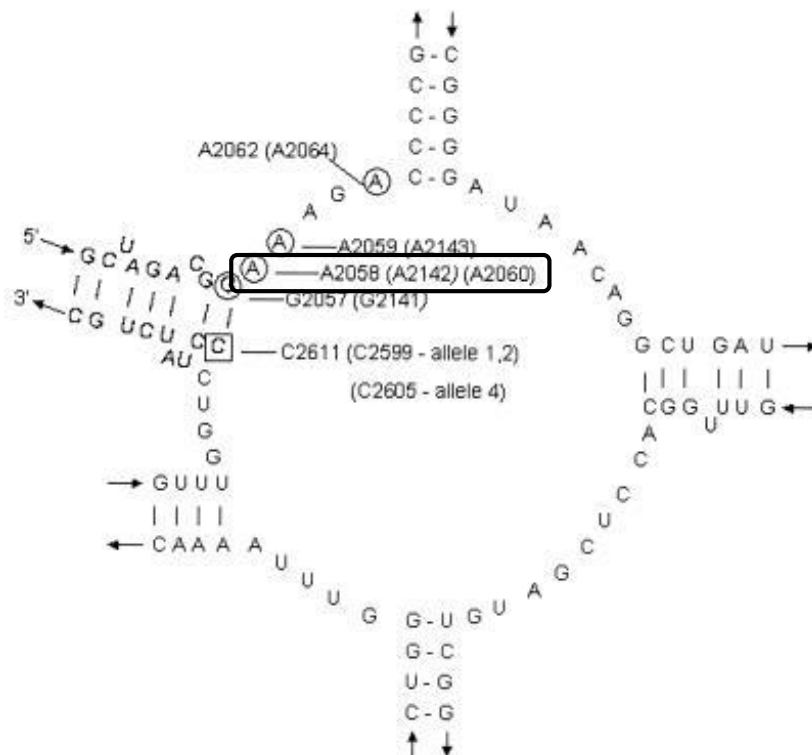 G - C
C G
C G
C - G
A2062 (A2064)
A C - G A
G U
A A
5' U A
G C A G A C G A A2059 (A2143) C
A A2058 (A2142) (A2060) A
3' G2057 (G2141) G
C G U C U C C C C2611 (C2599 - allele 1,2) G C U G A U
U A C (C2605 - allele 4)
C G G U U G
U U
G A
G C
G U U U U C
U
C A A A A C
U G
U A
U U
U G G - U G
G C
U - G
C - G